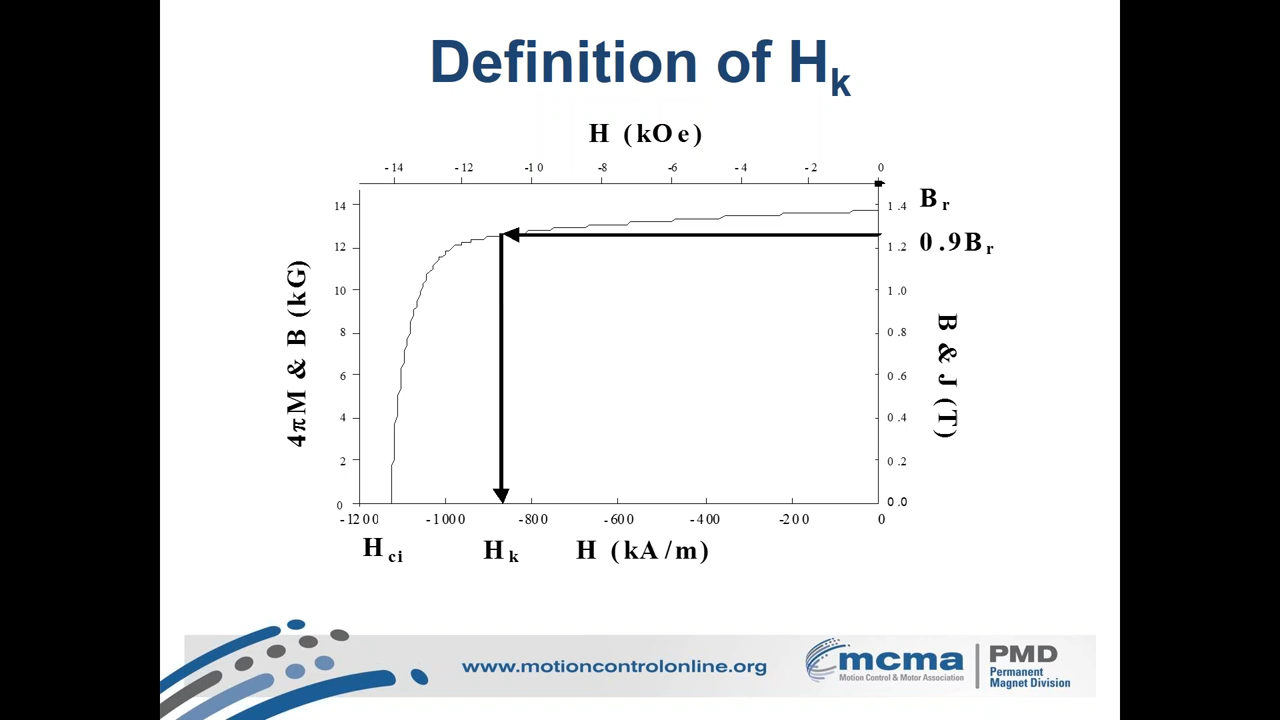 Definition of Hk
H (kOe)
-14 -12 -10 -8 -6 -4 -2 0
Br
0.9Br
14
12
10
8
6
4
2
0
4πM & B (kG)
1.4
1.2
1.0
0.8
0.6
0.4
0.2
0.0
B & J (T)
-1200 -1000 -800 -600 -400 -200 0
Hci Hk H (kA/m)
www.motioncontrolonline.org
mcma
Motion Control & Motor Association
PMD
Permanent
Magnet Division